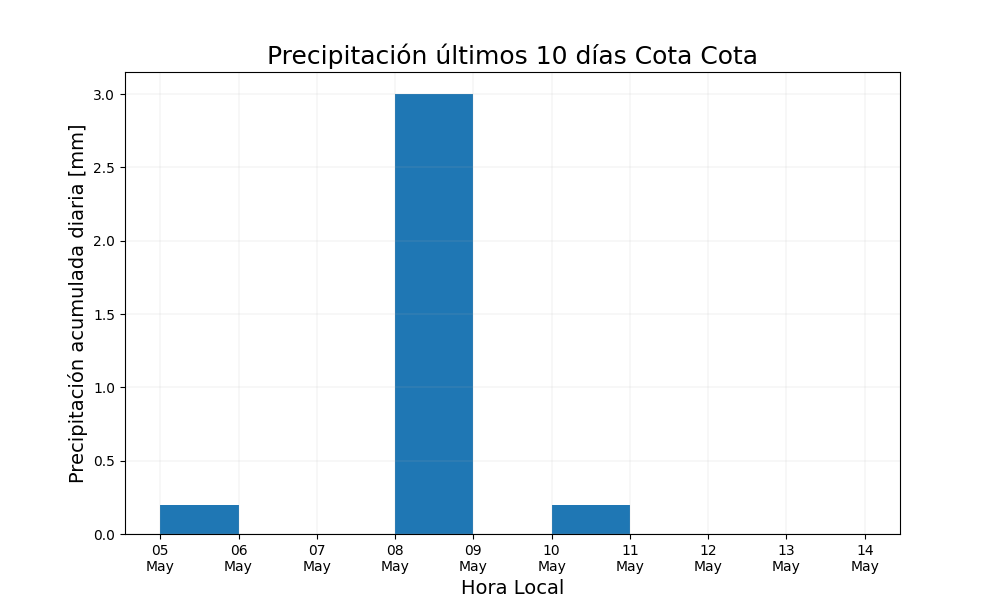 Precipitación últimos 10 días Cota Cota
Precipitación acumulada diaria [mm]
3.0
2.5
2.0
1.5
1.0
0.5
0.0
05 06 07 08 09 10 11 12 13 14
May May May May May May May May May May
Hora Local